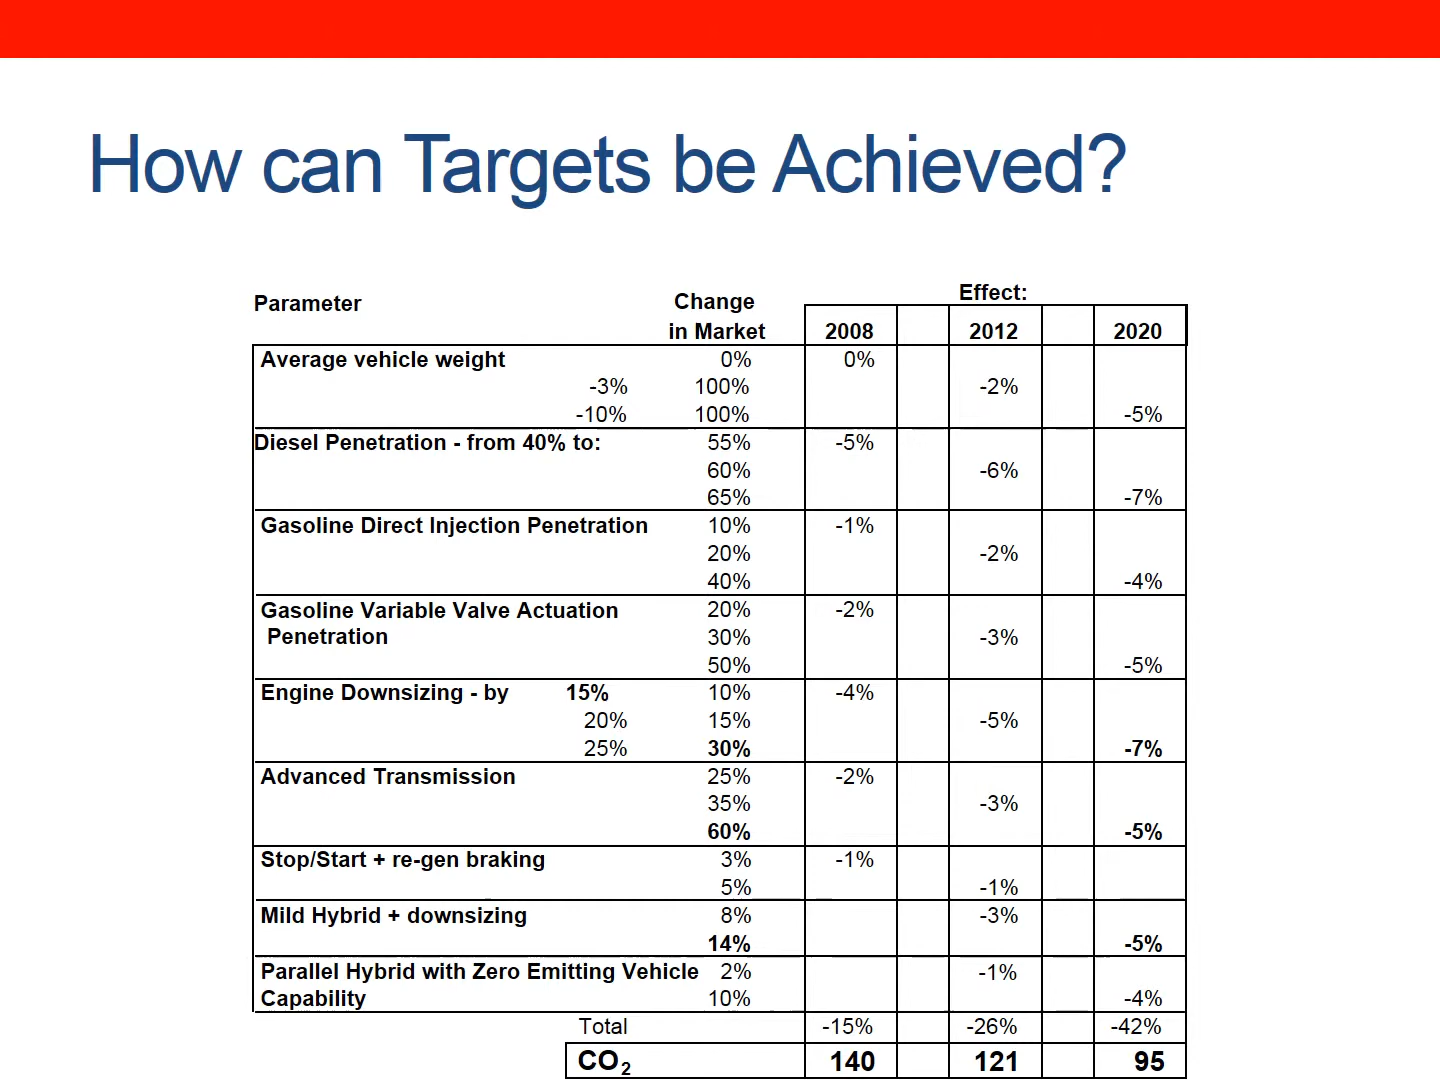 How can Targets be Achieved?
Effect:
Parameter Change
in Market 2008 2012 2020
Average vehicle weight 0% 0%
-3% 100% -2%
-10% 100% -5%
Diesel Penetration - from 40% to: 55% -5%
60% -6%
65% -7%
Gasoline Direct Injection Penetration 10% -1%
20% -2%
40% -4%
Gasoline Variable Valve Actuation 20% -2%
Penetration 30% -3%
50% -5%
Engine Downsizing - by 15% 10% -4%
20% 15% -5%
25% 30% -7%
Advanced Transmission 25% -2%
35% -3%
60% -5%
Stop/Start + re-gen braking 3% -1%
5% -1%
Mild Hybrid + downsizing 8% -3%
14% -5%
Parallel Hybrid with Zero Emitting Vehicle 2% -1%
Capability 10% -4%
Total -15% -26% -42%
CO2 140 121 95